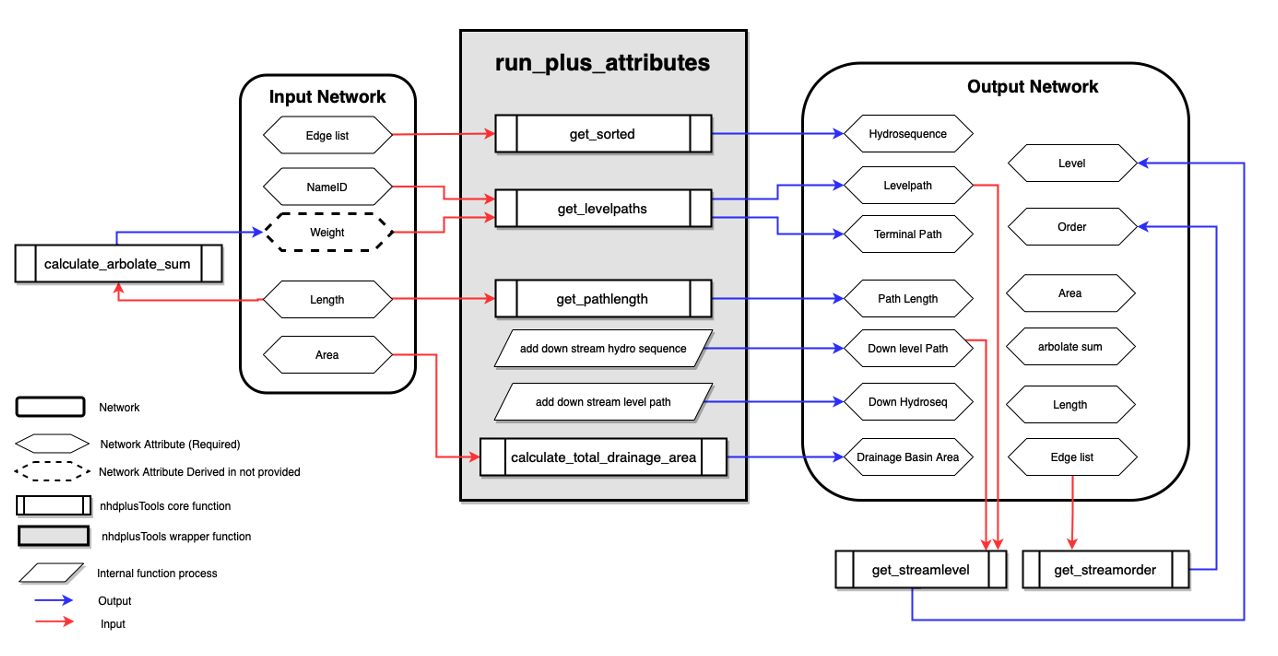 run_plus_attributes
Input Network
Output Network
Edge list
get_sorted
Hydrosequence
Level
NameID
Levelpath
get_levelpaths
Weight
Terminal Path
Order
calculate_arbolate_sum
Length
get_pathlength
Path Length
Area
Area
add down stream hydro sequence
Down level Path
arbolate sum
add down stream level path
Down Hydroseq
Length
calculate_total_drainage_area
Drainage Basin Area
Edge list
get_streamlevel
get_streamorder
Network
Network Attribute (Required)
Network Attribute Derived in not provided
nhdplusTools core function
nhdplusTools wrapper function
Internal function process
Output
Input